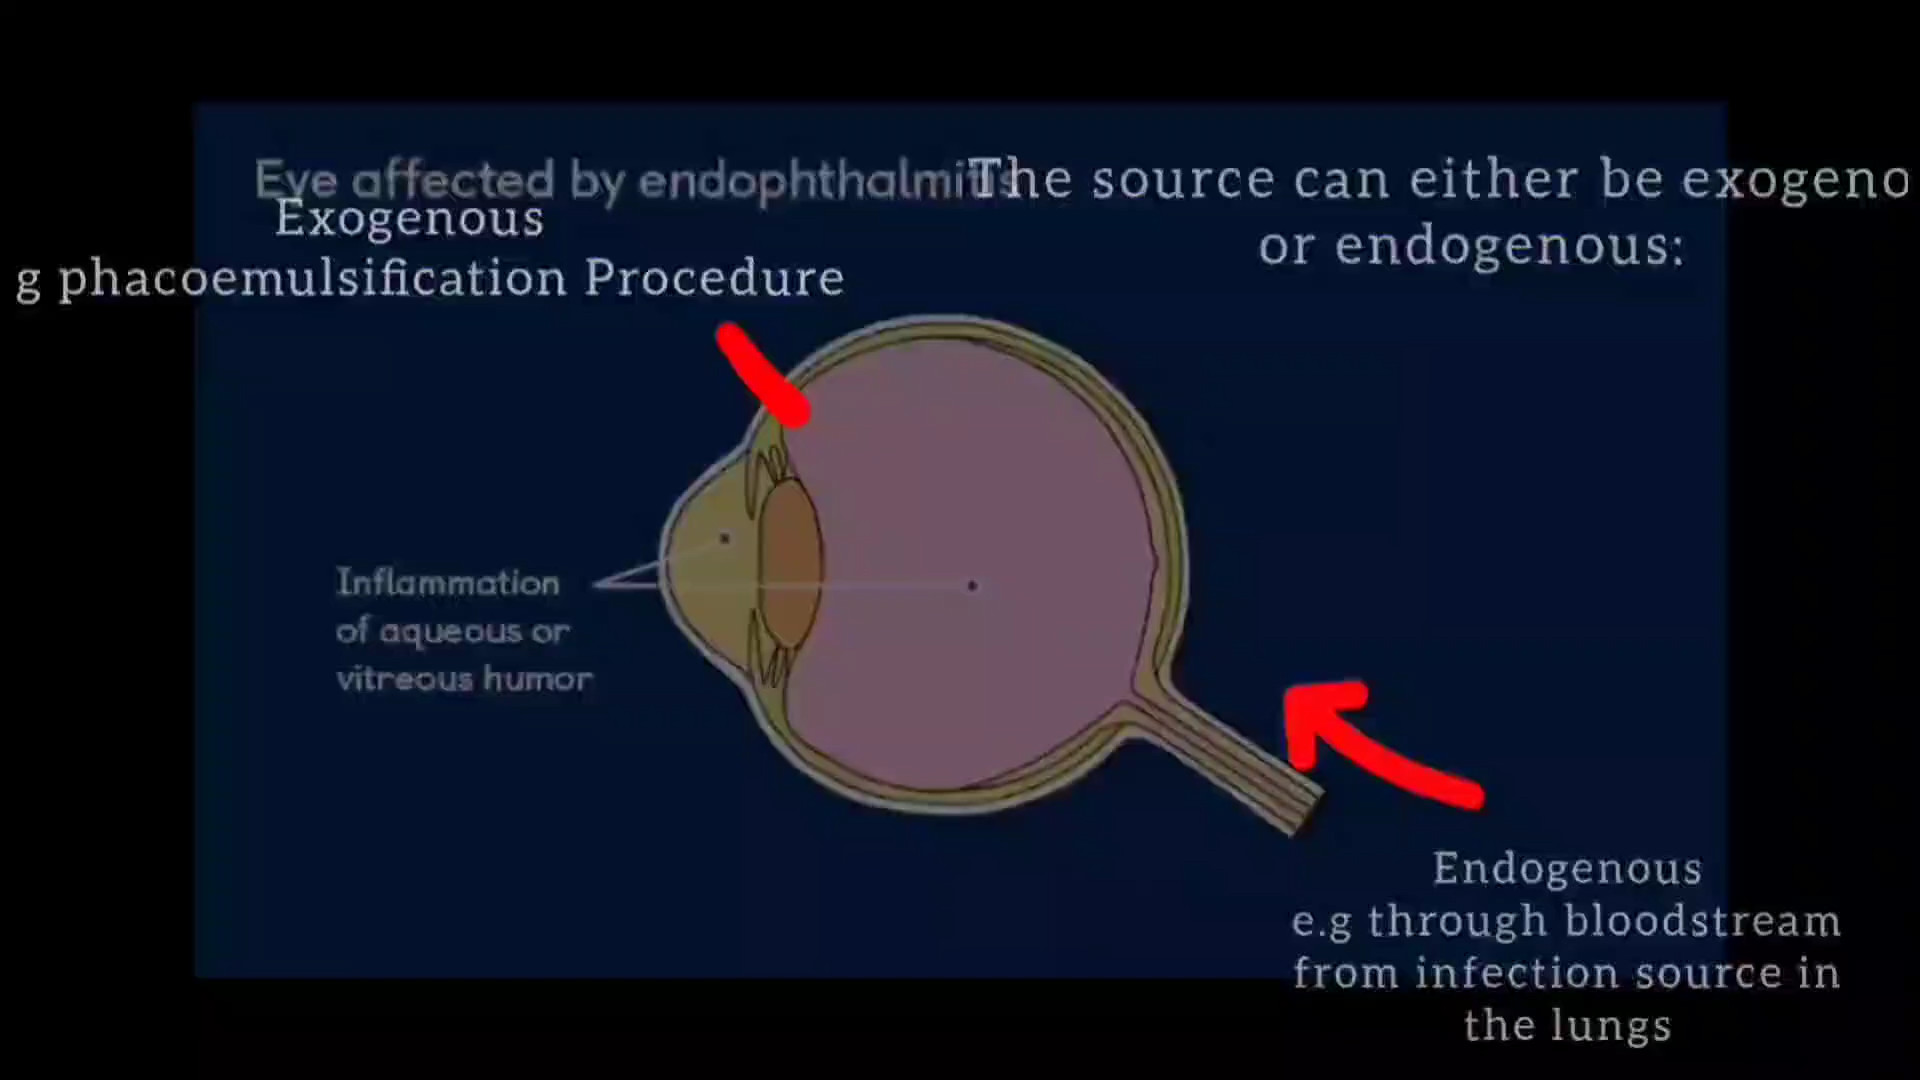 Eye affected by endophthalmitis
The source can either be exogeno
or endogenous:
Exogenous
g phacoemulsification Procedure
Inflammation
of aqueous or
vitreous humor
Endogenous
e.g through bloodstream
from infection source in
the lungs